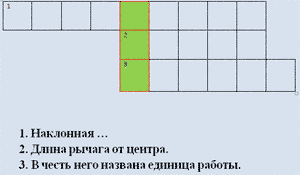 1
2
3
1. Наклонная ...
2. Длина рычага от центра.
3. В честь него названа единица работы.